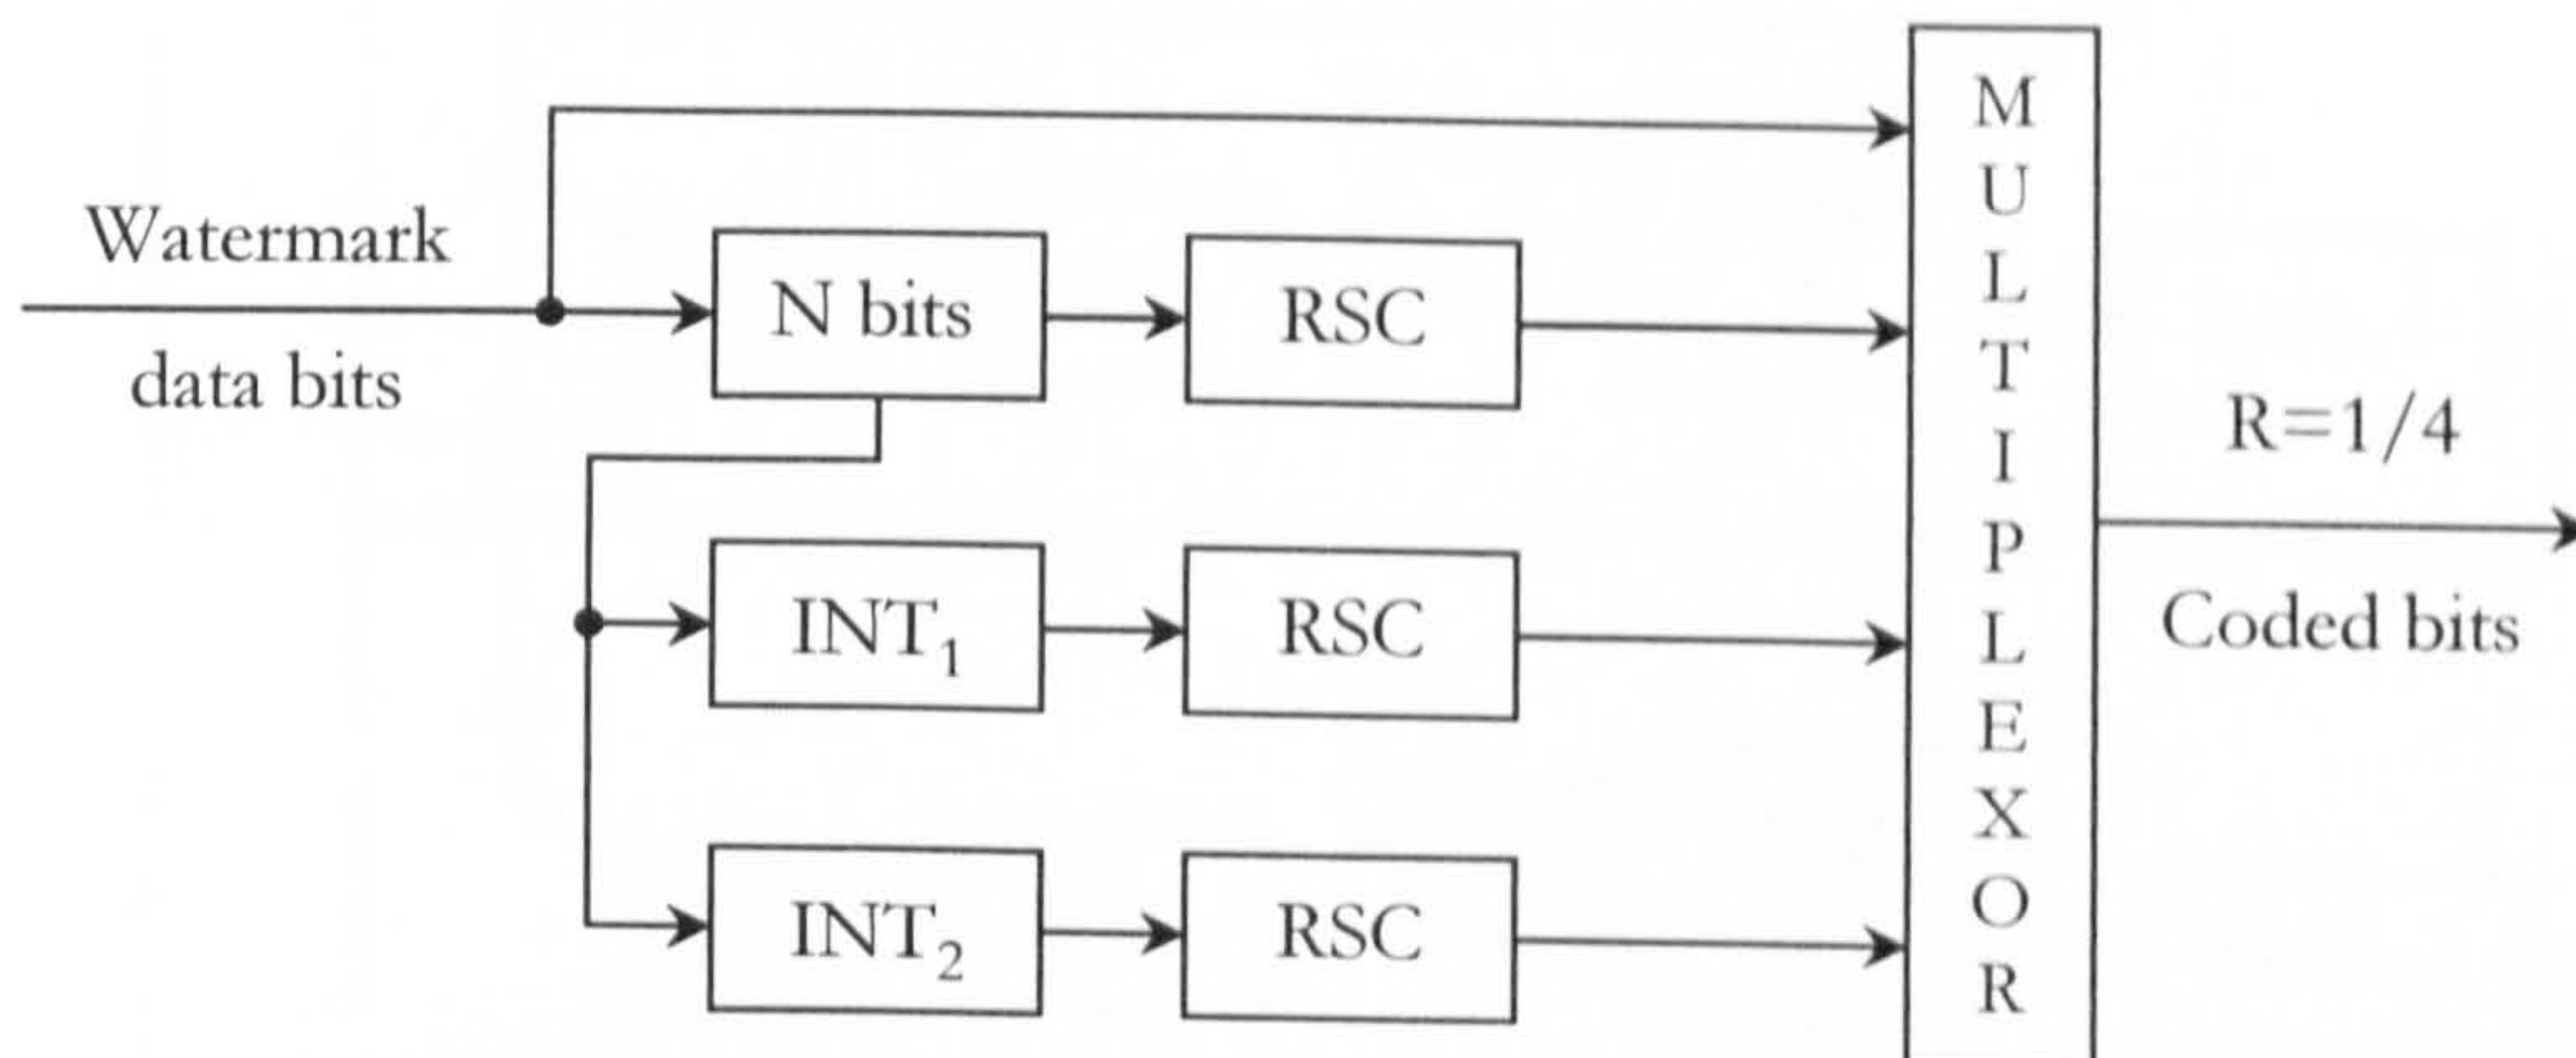 Watermark
data bits
N bits
RSC
INT1
RSC
INT2
RSC
MULTIPLEXOR
R=1/4
Coded bits